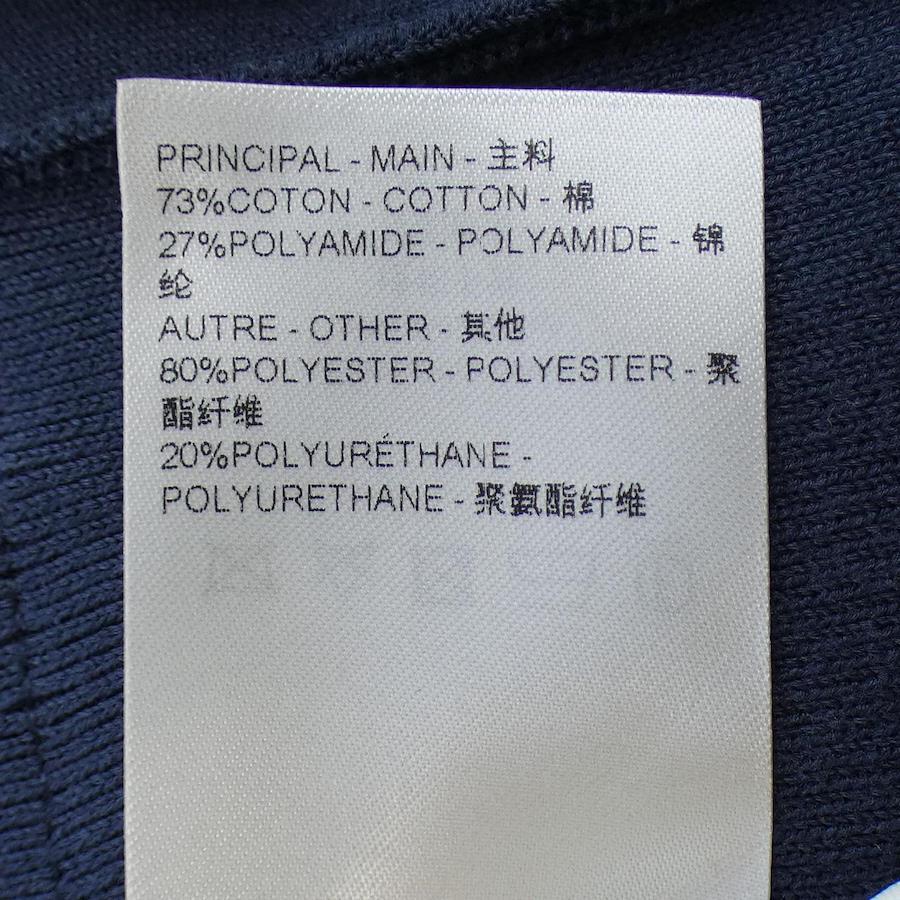 PRINCIPAL - MAIN - 主料
73%COTON - COTTON - 棉
27%POLYAMIDE - POLYAMIDE - 锦
纶
AUTRE - OTHER - 其他
80%POLYESTER - POLYESTER - 聚
酯纤维
20%POLYURÉTHANE -
POLYURETHANE - 聚氨酯纤维